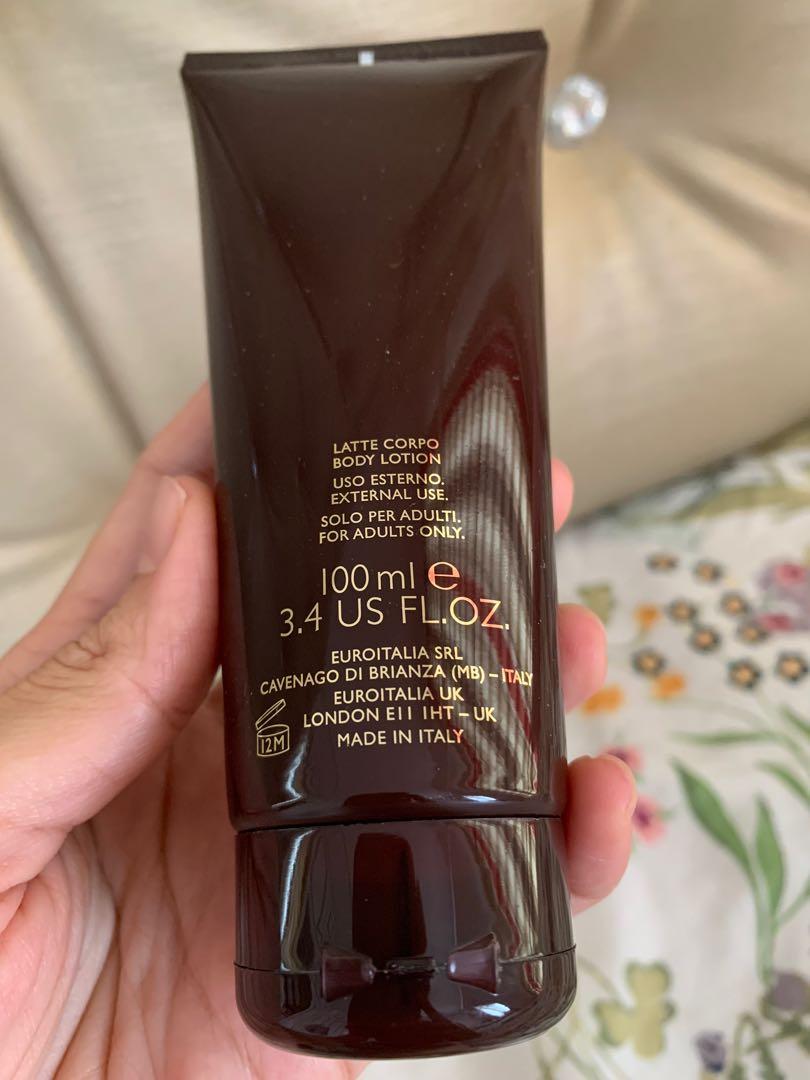 LATTE CORPO
BODY LOTION
USO ESTERNO.
EXTERNAL USE.
SOLO PER ADULTI.
FOR ADULTS ONLY.
100 ml e
3.4 US FL.OZ.
EUROITALIA SRL
CAVENAGO DI BRIANZA (MB) – ITALY
EUROITALIA UK
LONDON E11 1HT – UK
MADE IN ITALY
12M